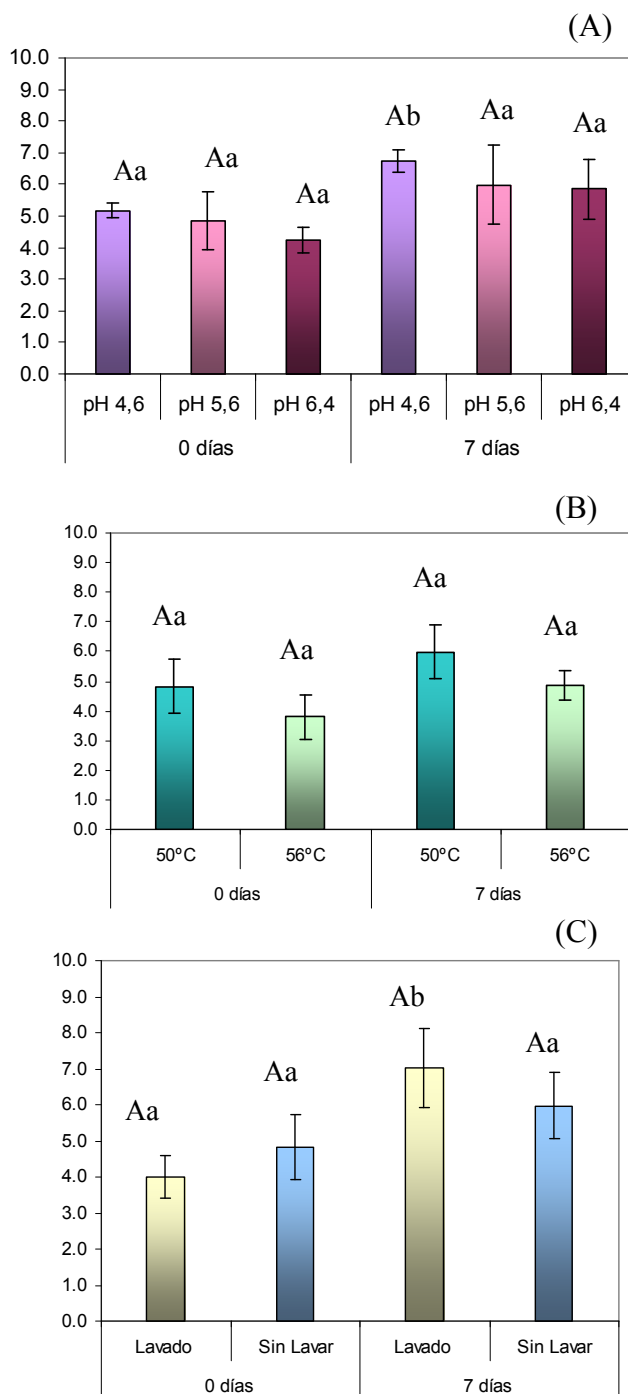 (A)
10.0
9.0
8.0
7.0
6.0
5.0
4.0
3.0
2.0
1.0
0.0
Aa Aa Aa Ab Aa Aa
pH 4,6 pH 5,6 pH 6,4 pH 4,6 pH 5,6 pH 6,4
0 días 7 días
(B)
10.0
9.0
8.0
7.0
6.0
5.0
4.0
3.0
2.0
1.0
0.0
Aa Aa Aa Aa
50ºC 56ºC 50ºC 56ºC
0 días 7 días
(C)
10.0
9.0
8.0
7.0
6.0
5.0
4.0
3.0
2.0
1.0
0.0
Aa Aa Ab Aa
Lavado Sin Lavar Lavado Sin Lavar
0 días 7 días